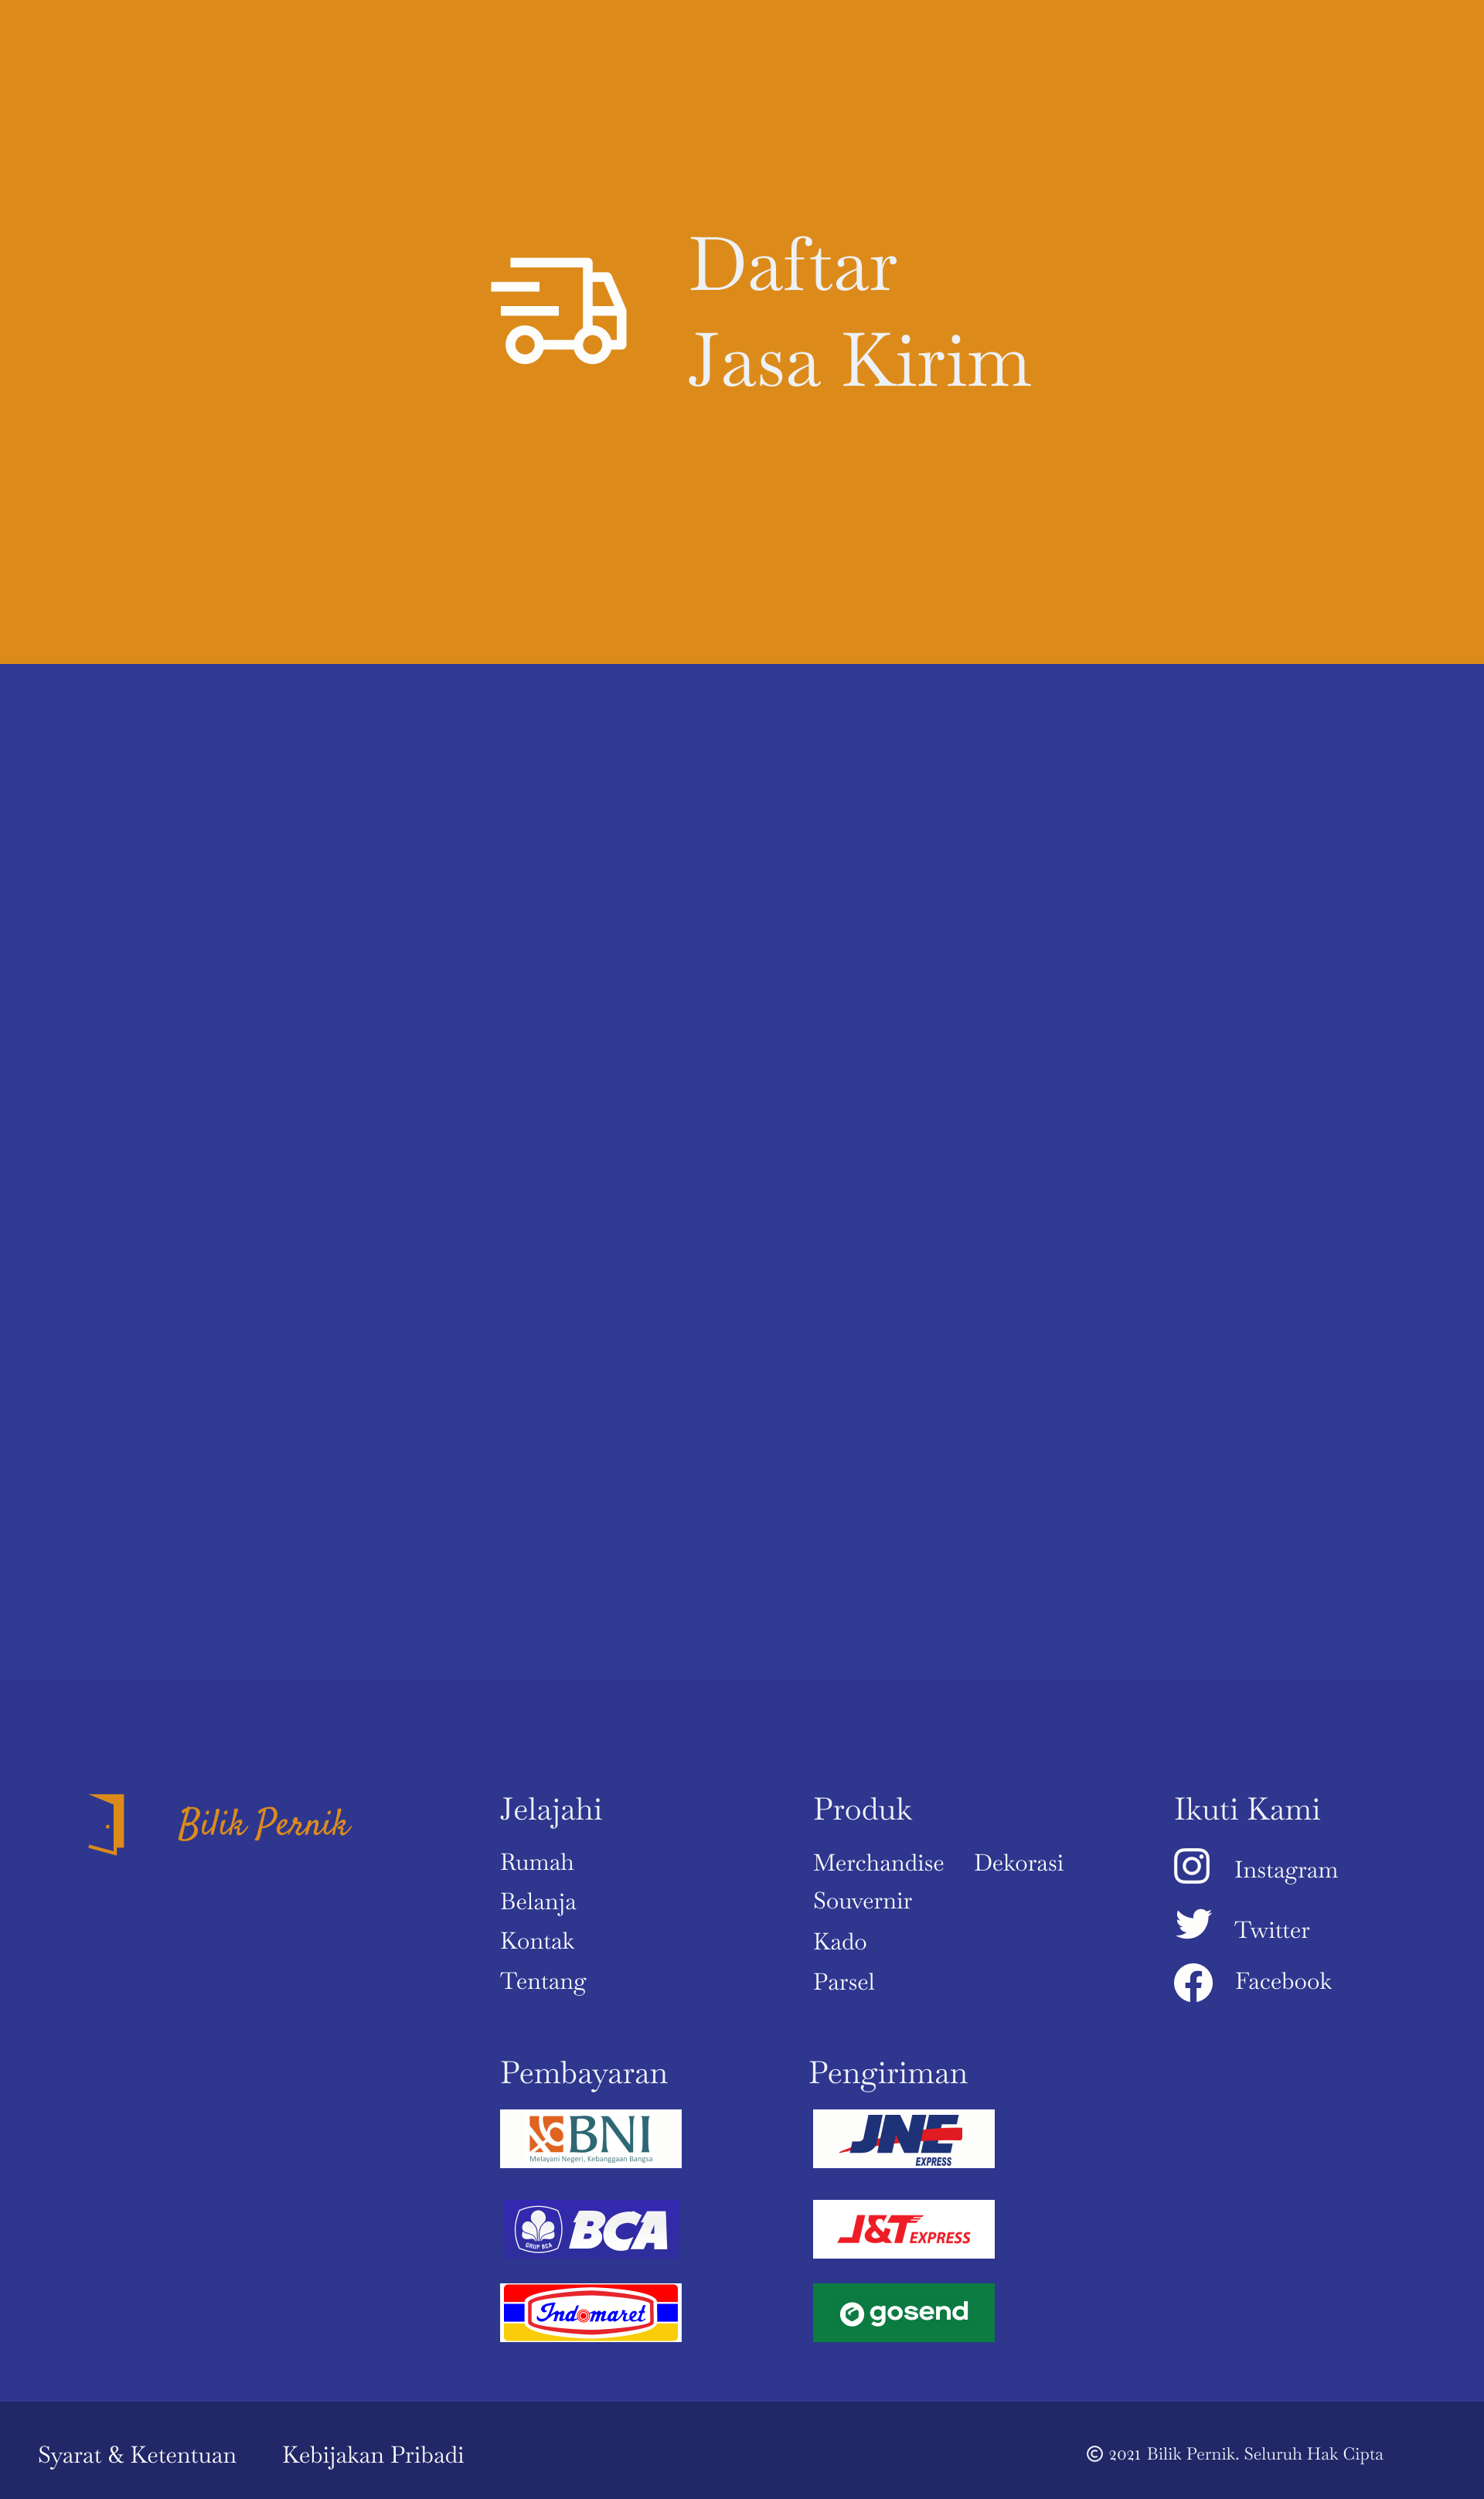 Daftar
Jasa Kirim
Bilik Pernik
Jelajahi
Rumah
Belanja
Kontak
Tentang
Produk
Merchandise Dekorasi
Souvernir
Kado
Parsel
Ikuti Kami
Instagram
Twitter
Facebook
Pembayaran
BNI
Melayani Negeri, Kebanggaan Bangsa
GRUP BCA
BCA
Indomaret
Pengiriman
JNE
EXPRESS
J&T EXPRESS
gosend
Syarat & Ketentuan Kebijakan Pribadi
© 2021 Bilik Pernik. Seluruh Hak Cipta